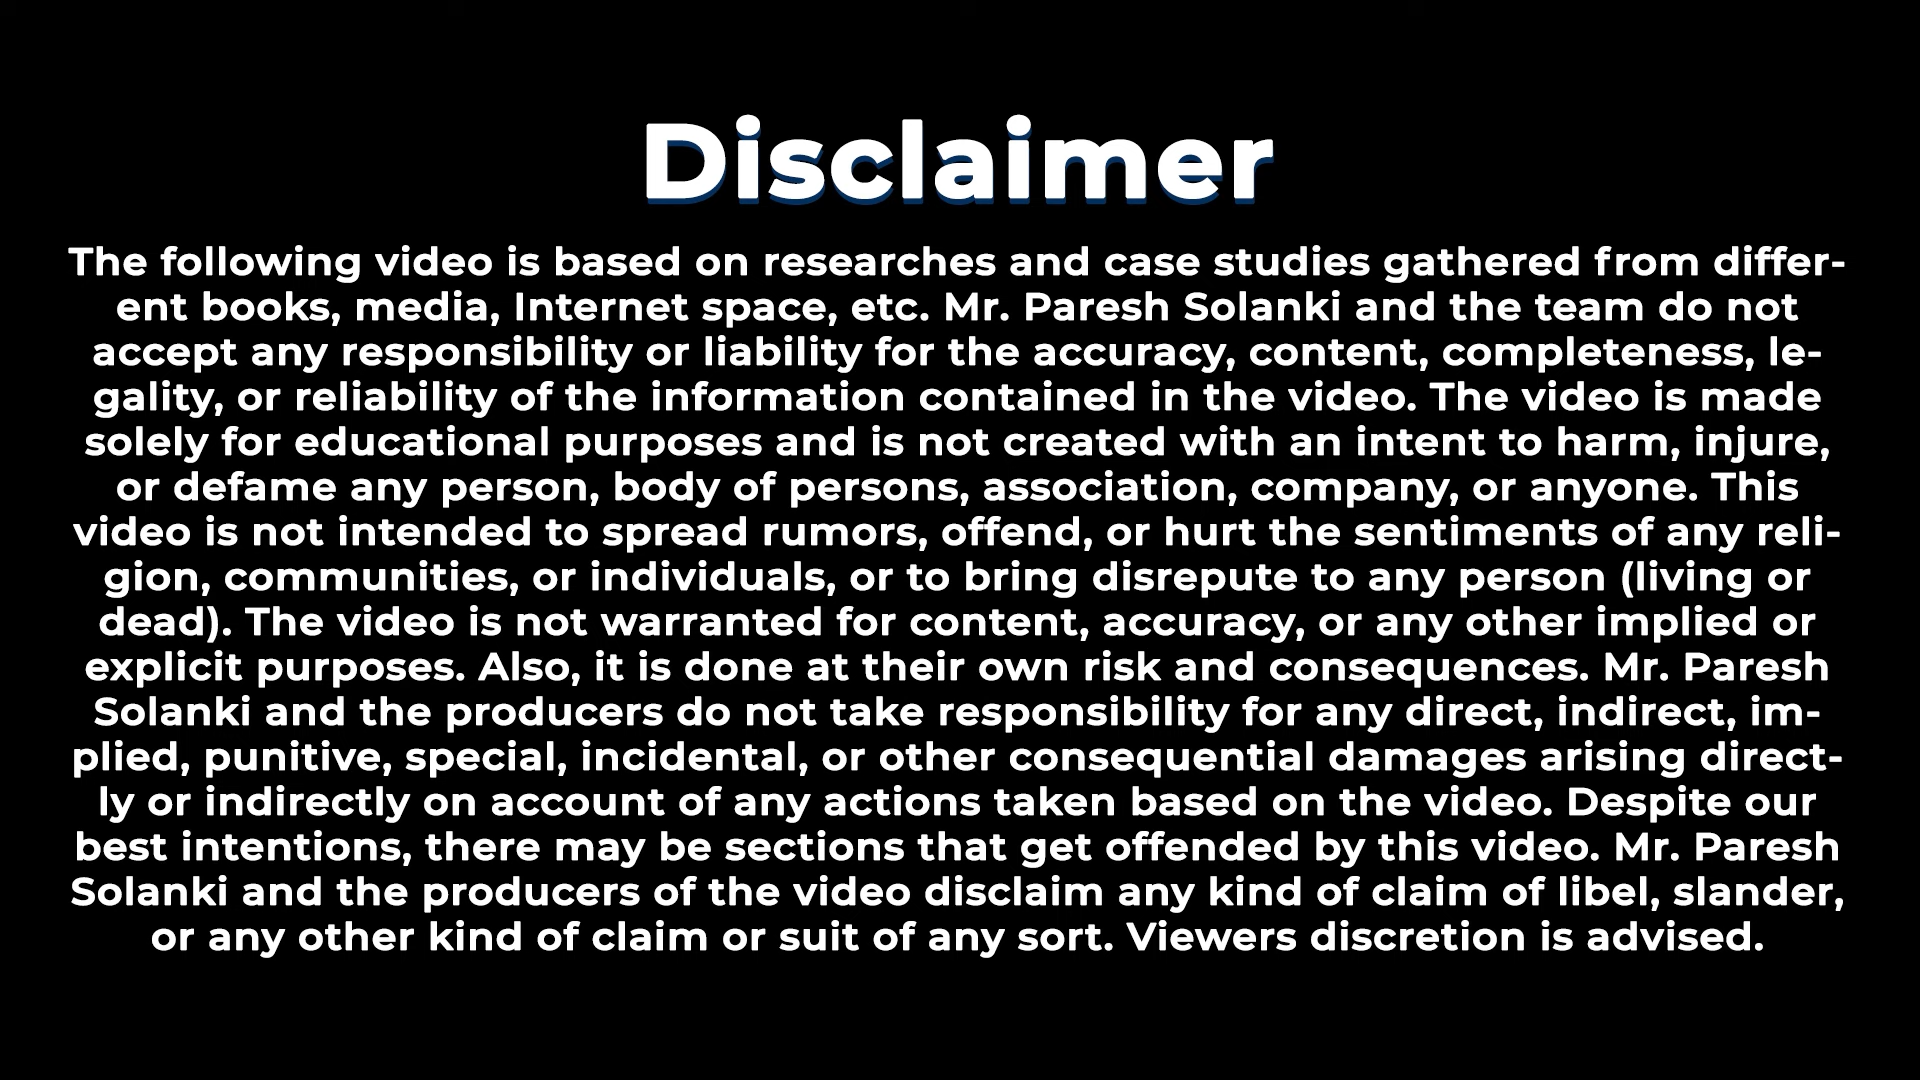 Disclaimer
The following video is based on researches and case studies gathered from differ-
ent books, media, Internet space, etc. Mr. Paresh Solanki and the team do not
accept any responsibility or liability for the accuracy, content, completeness, le-
gality, or reliability of the information contained in the video. The video is made
solely for educational purposes and is not created with an intent to harm, injure,
or defame any person, body of persons, association, company, or anyone. This
video is not intended to spread rumors, offend, or hurt the sentiments of any reli-
gion, communities, or individuals, or to bring disrepute to any person (living or
dead). The video is not warranted for content, accuracy, or any other implied or
explicit purposes. Also, it is done at their own risk and consequences. Mr. Paresh
Solanki and the producers do not take responsibility for any direct, indirect, im-
plied, punitive, special, incidental, or other consequential damages arising direct-
ly or indirectly on account of any actions taken based on the video. Despite our
best intentions, there may be sections that get offended by this video. Mr. Paresh
Solanki and the producers of the video disclaim any kind of claim of libel, slander,
or any other kind of claim or suit of any sort. Viewers discretion is advised.